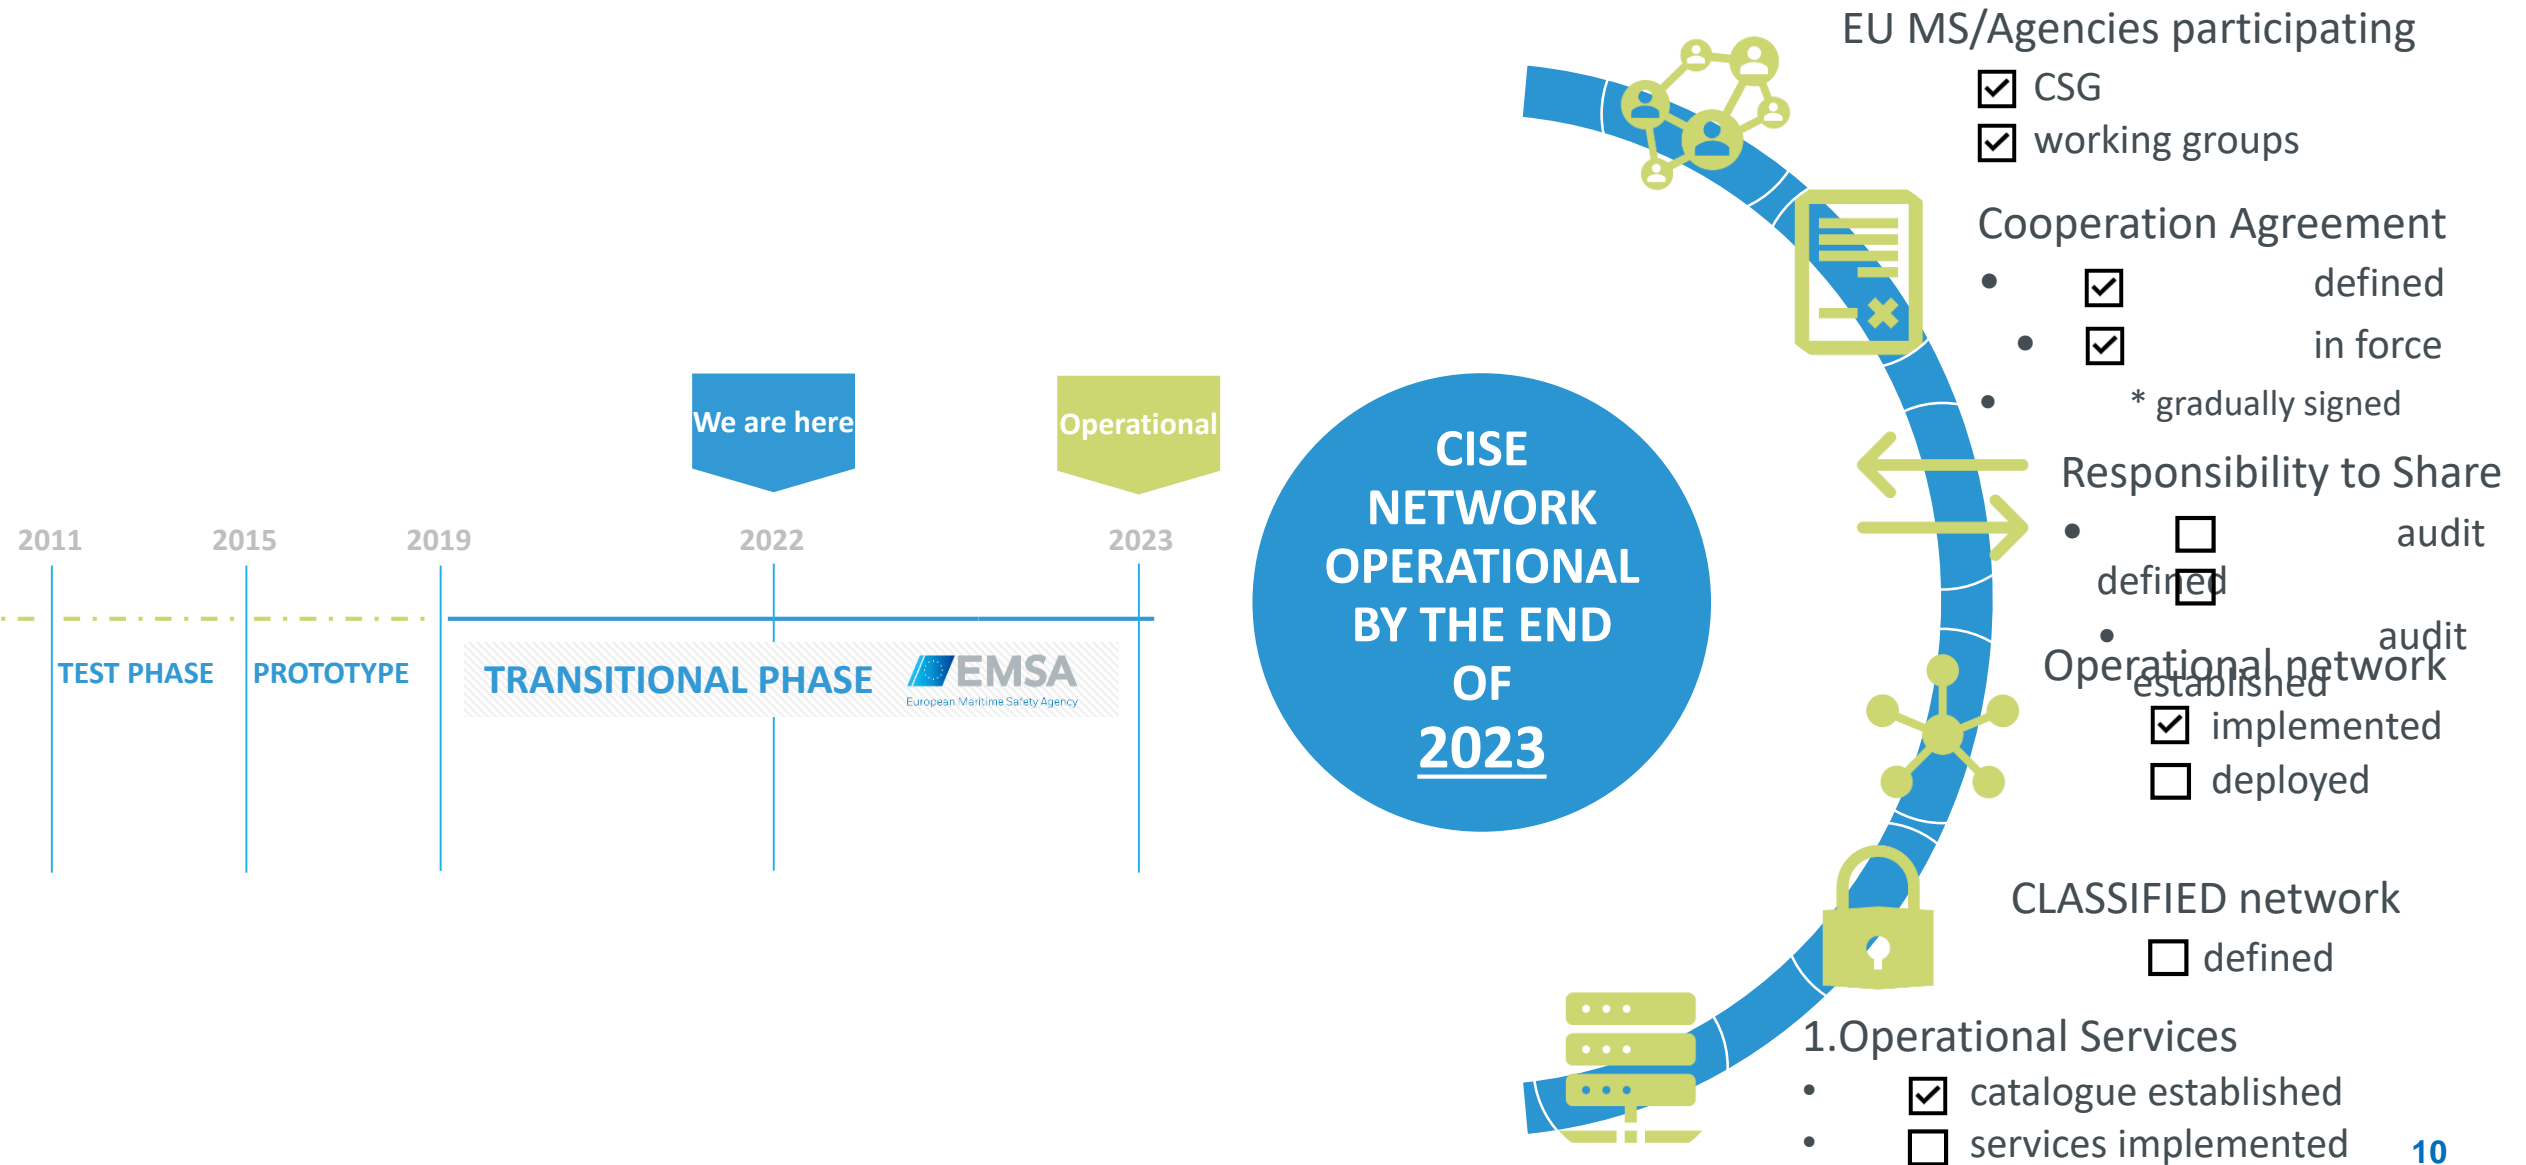 We are here
Operational
2011
2015
2019
2022
2023
TEST PHASE
PROTOTYPE
TRANSITIONAL PHASE
EMSA
European Maritime Safety Agency
CISE
NETWORK
OPERATIONAL
BY THE END
OF
2023
EU MS/Agencies participating
CSG
working groups
Cooperation Agreement
• defined
• in force
• * gradually signed
Responsibility to Share
• audit
defined
• audit
established
Operational network
implemented
deployed
CLASSIFIED network
defined
1.Operational Services
• catalogue established
• services implemented
10